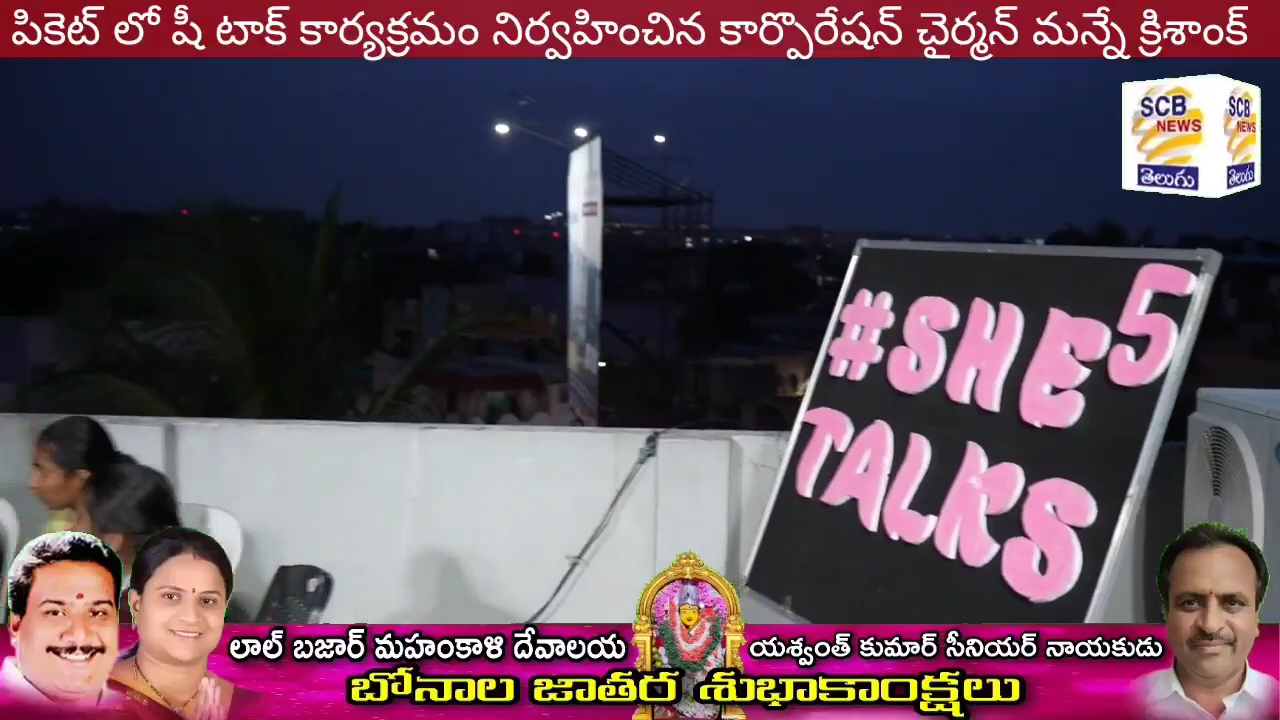 పికెట్ లో షీ టాక్ కార్యక్రమం నిర్వహించిన కార్పొరేషన్ చైర్మన్ మన్నే క్రిశాంక్
SCB
NEWS
తెలుగు
SCB
NEWS
తెలుగు
#SHE5
TALKS
లాల్ బజార్ మహంకాళి దేవాలయ యశ్వంత్ కుమార్ సీనియర్ నాయకుడు
బోనాల జాతర శుభాకాంక్షలు